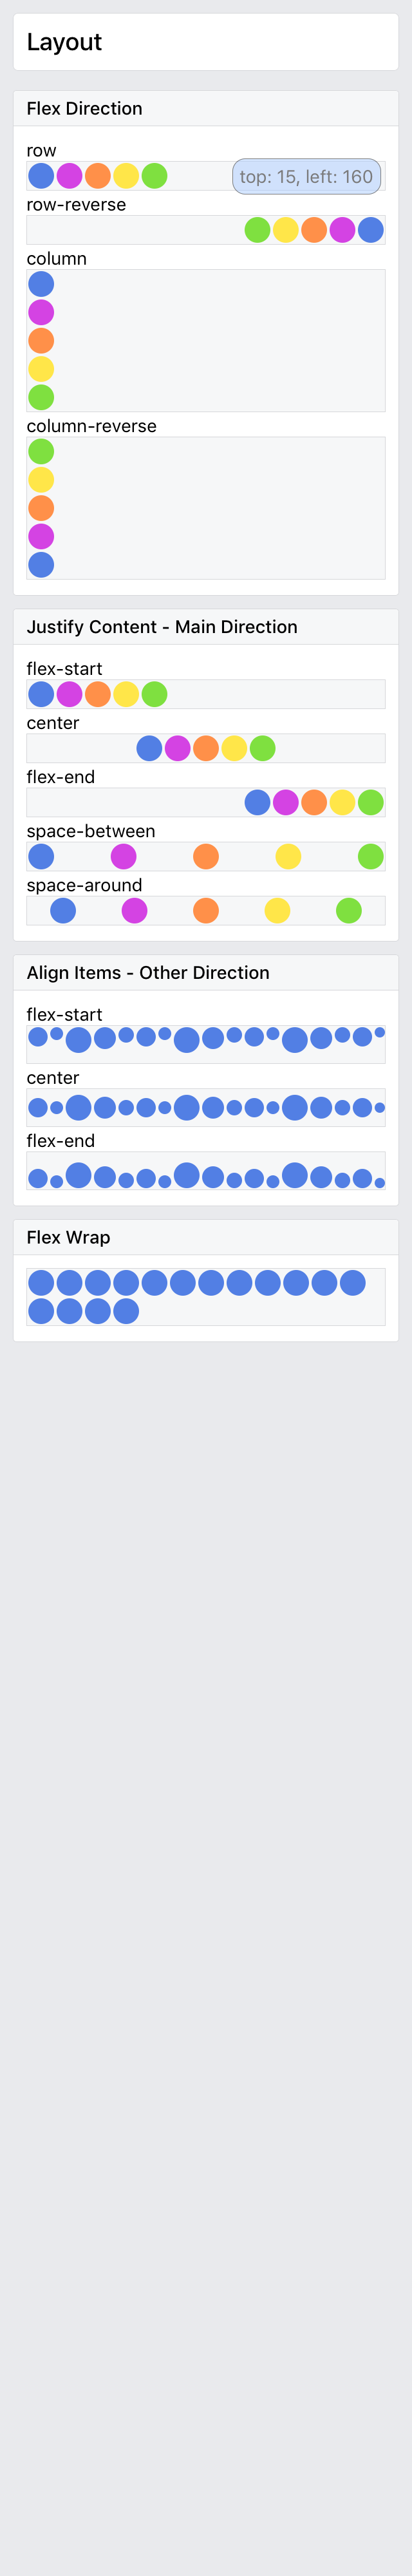 Layout
Flex Direction
row
top: 15, left: 160
row-reverse
column
column-reverse
Justify Content - Main Direction
flex-start
center
flex-end
space-between
space-around
Align Items - Other Direction
flex-start
center
flex-end
Flex Wrap